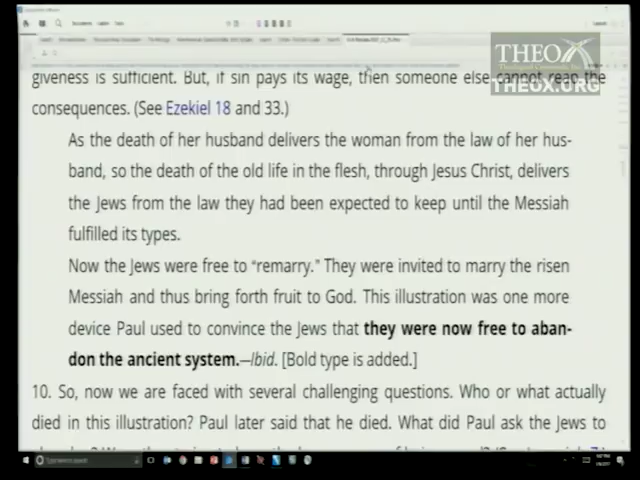 THEOX
THEOX.ORG
giveness is sufficient. But, if sin pays its wage, then someone else cannot reap the
consequences. (See Ezekiel 18 and 33.)
As the death of her husband delivers the woman from the law of her hus-
band, so the death of the old life in the flesh, through Jesus Christ, delivers
the Jews from the law they had been expected to keep until the Messiah
fulfilled its types.
Now the Jews were free to “remarry.” They were invited to marry the risen
Messiah and thus bring forth fruit to God. This illustration was one more
device Paul used to convince the Jews that they were now free to aban-
don the ancient system.—Ibid. [Bold type is added.]
10. So, now we are faced with several challenging questions. Who or what actually
died in this illustration? Paul later said that he died. What did Paul ask the Jews to